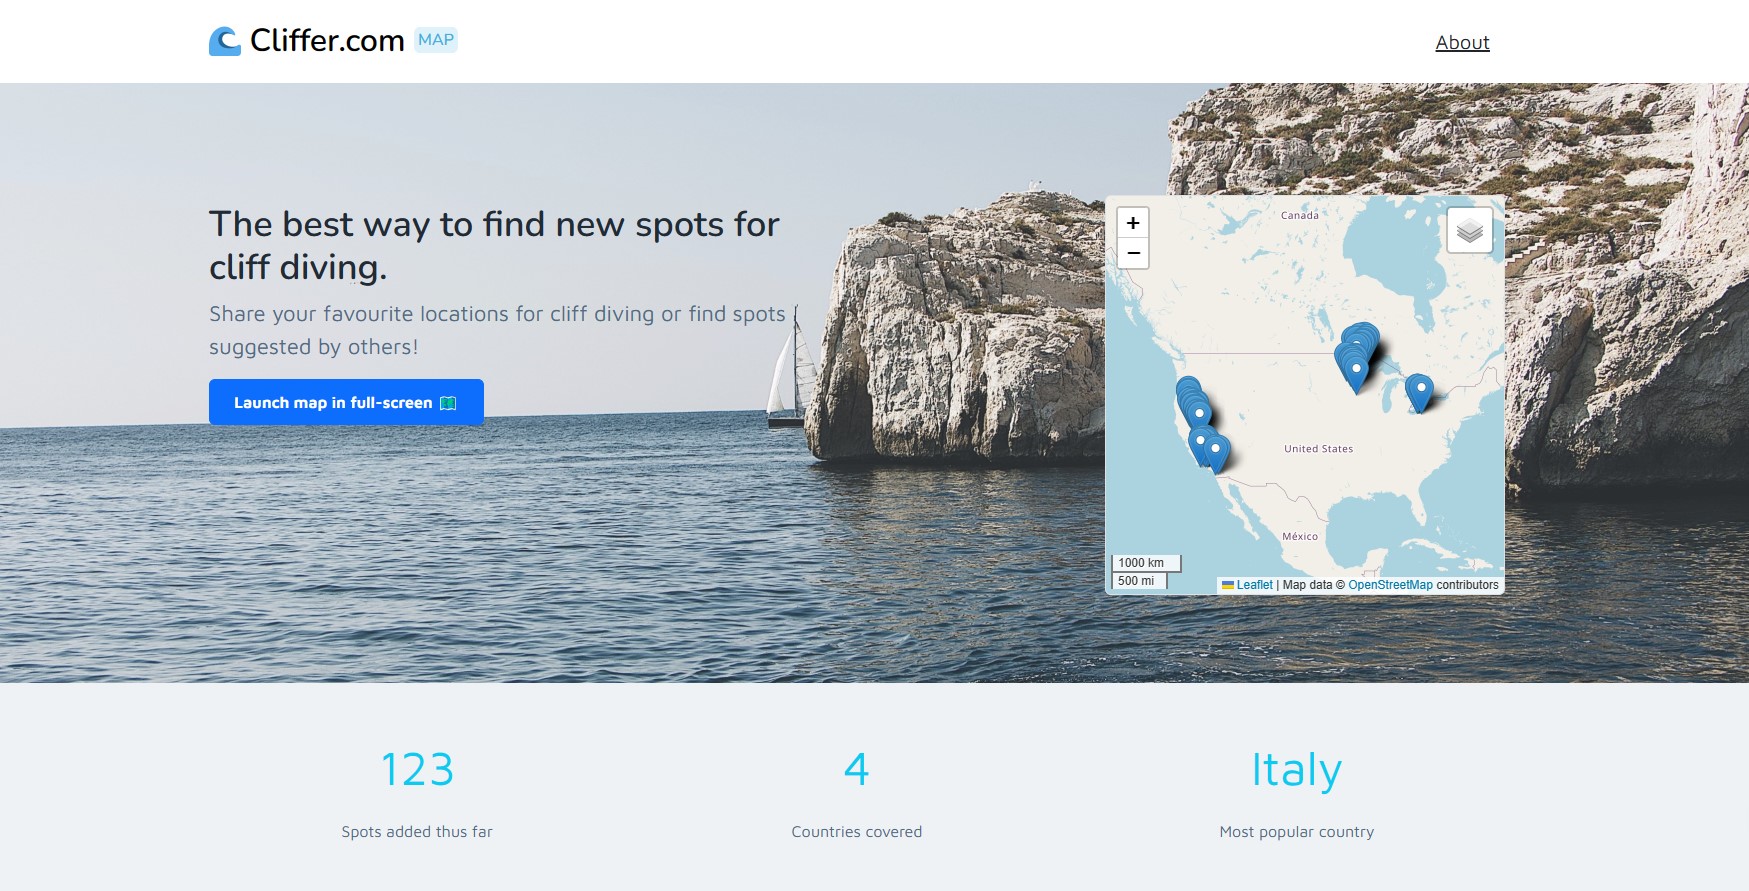 Cliffer.com MAP
About
The best way to find new spots for
cliff diving.
Share your favourite locations for cliff diving or find spots
suggested by others!
Launch map in full-screen
+
−
Canada
United States
México
1000 km
500 mi
Leaflet | Map data © OpenStreetMap contributors
123
4
Italy
Spots added thus far
Countries covered
Most popular country